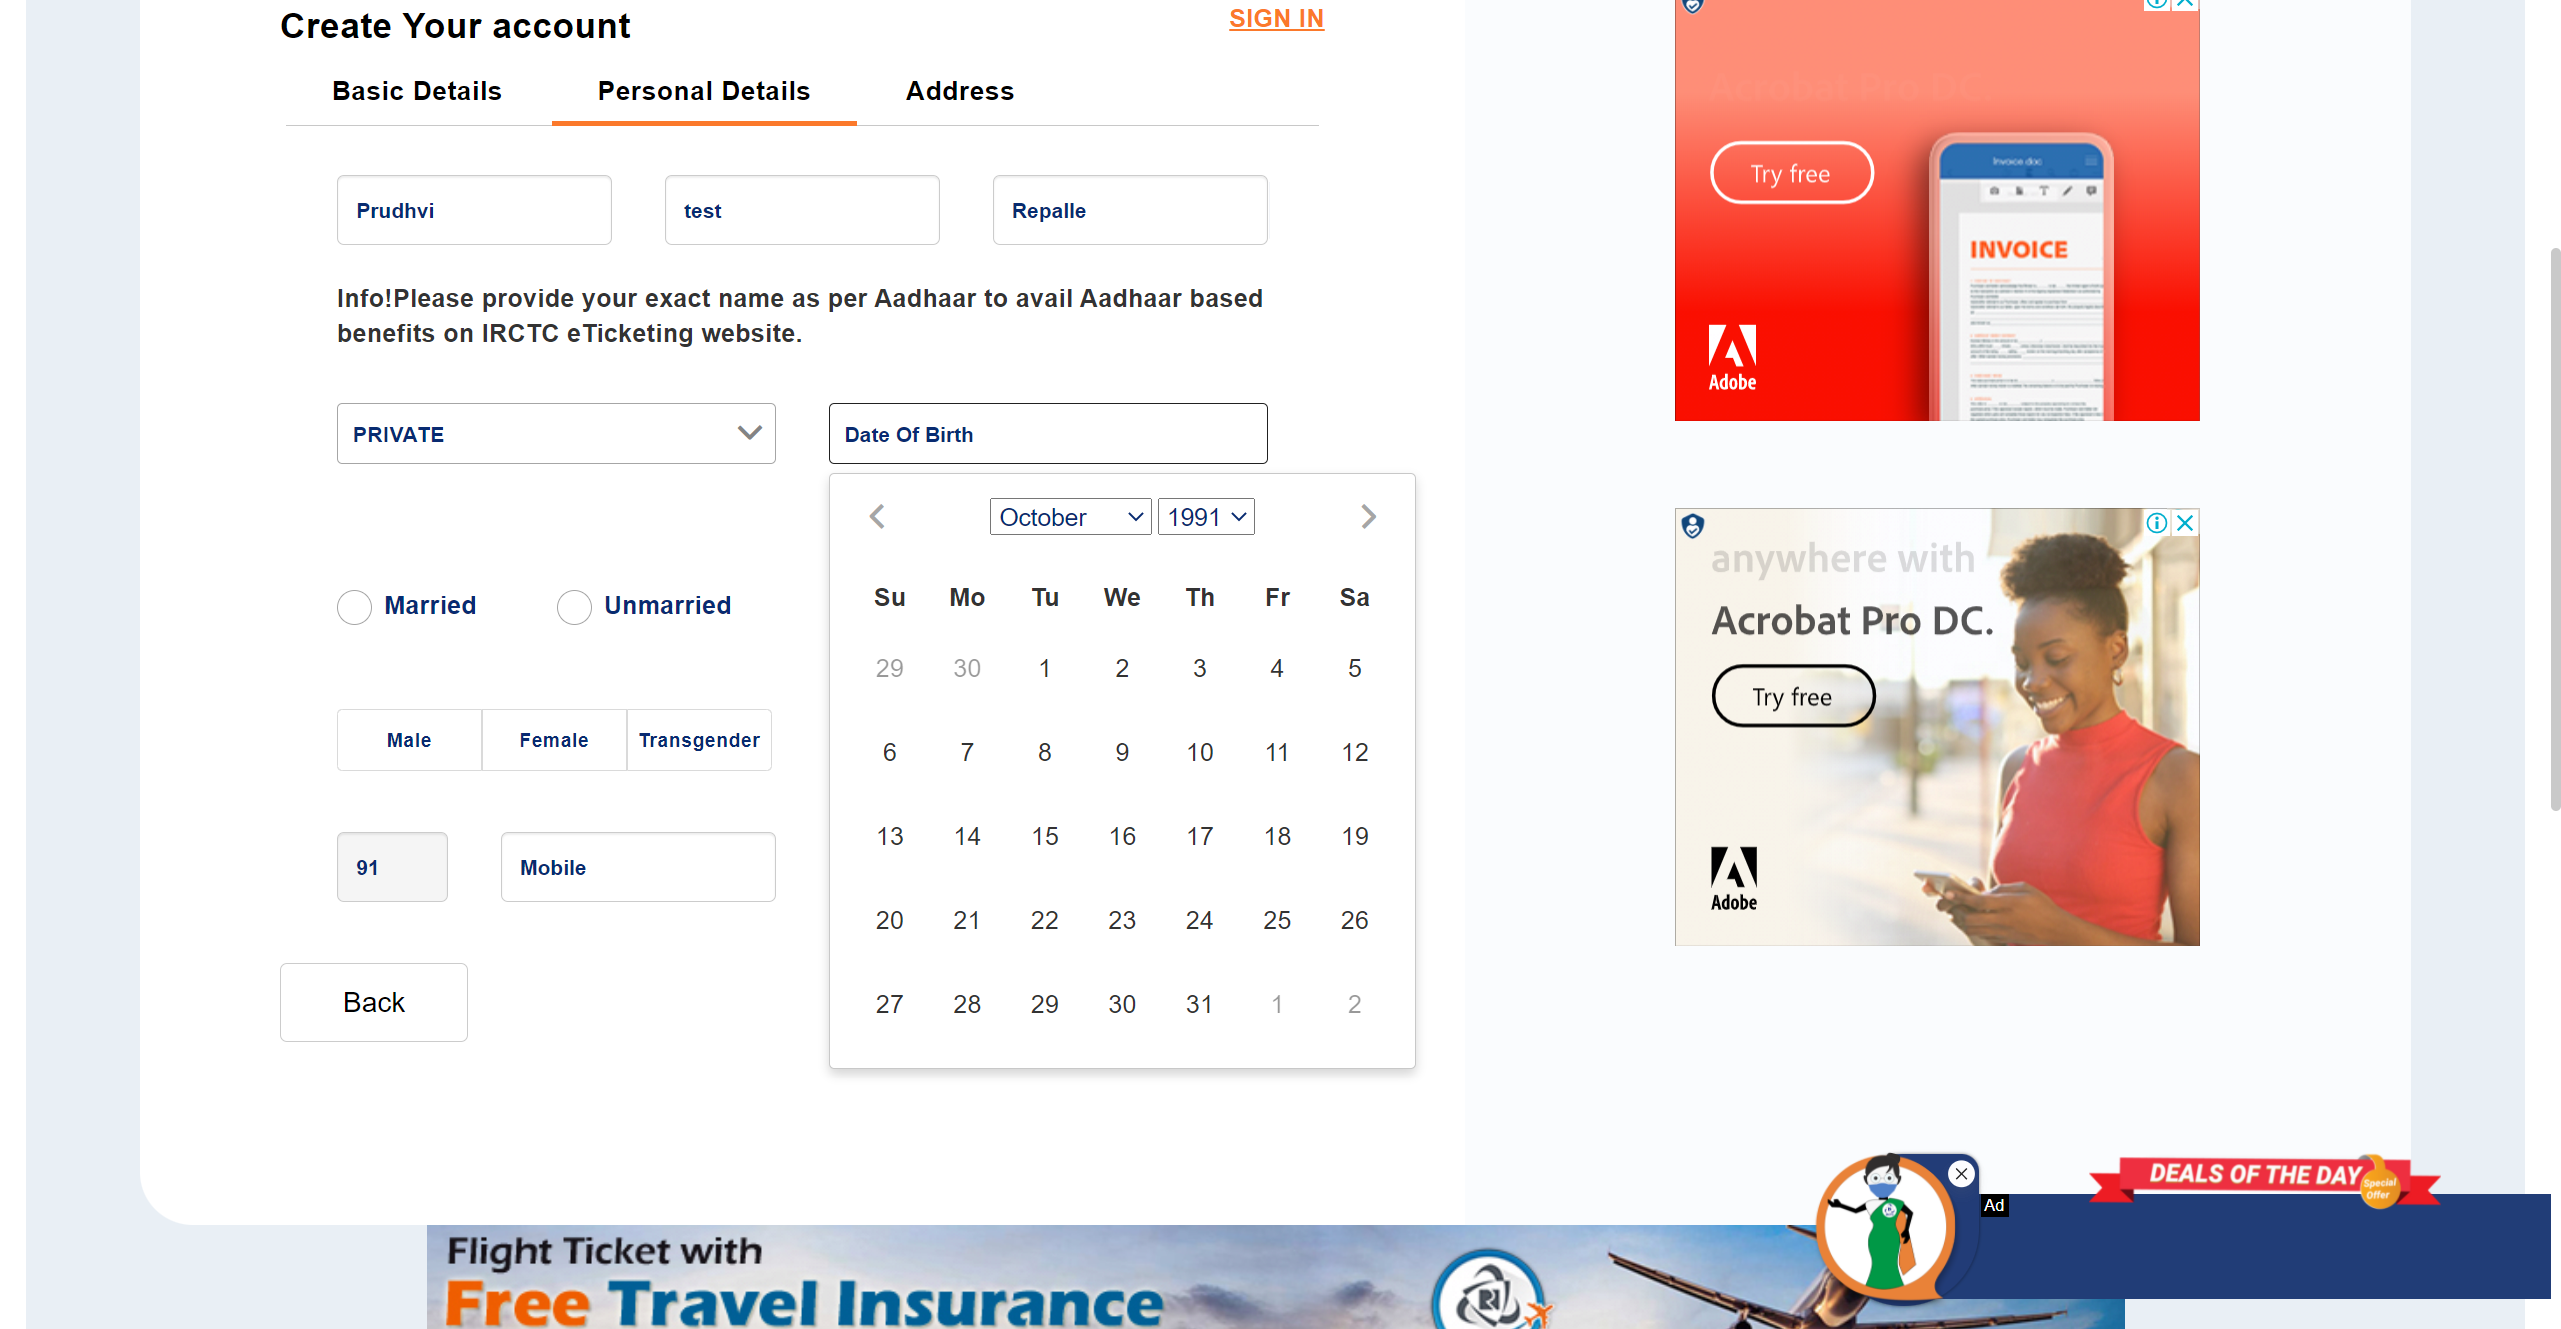 Create Your account
SIGN IN
Basic Details Personal Details Address
Prudhvi test Repalle
Info!Please provide your exact name as per Aadhaar to avail Aadhaar based
benefits on IRCTC eTicketing website.
PRIVATE
Date Of Birth
October 1991
Su Mo Tu We Th Fr Sa
29 30 1 2 3 4 5
6 7 8 9 10 11 12
13 14 15 16 17 18 19
20 21 22 23 24 25 26
27 28 29 30 31 1 2
Married Unmarried
Male Female Transgender
91 Mobile
Back
Acrobat Pro DC.
Try free
Invoice.doc
INVOICE
Adobe
anywhere with
Acrobat Pro DC.
Try free
Adobe
DEALS OF THE DAY
Special
Offer
Ad
Flight Ticket with
Free Travel Insurance